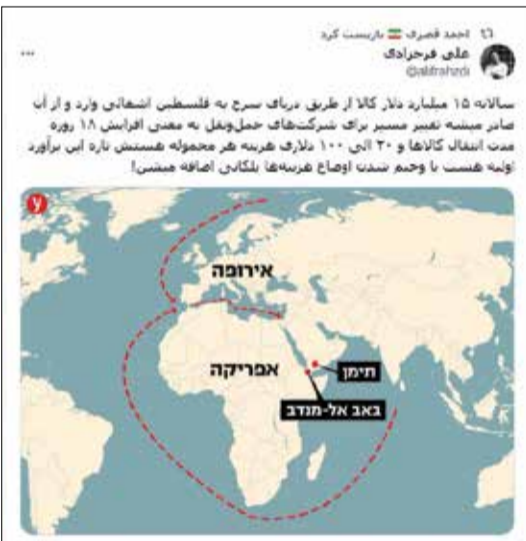 احمد قصری بازپست کرد
علی فرحزادی
@alifrahzdi
سالانه ۱۵ میلیارد دلار کالا از طریق دریای سرخ به فلسطین اشغالی وارد و از آن
صادر میشه تغییر مسیر برای شرکت‌های حمل‌ونقل به معنی افزایش ۱۸ روزه
مدت انتقال کالاها و ۲۰ الی ۱۰۰ دلاری هزینه هر محموله هستش تازه این برآورد
اولیه هست با وخیم شدن اوضاع هزینه‌ها پلکانی اضافه میشن!
y
אירופה
אפריקה
תימן
באב אל-מנדב